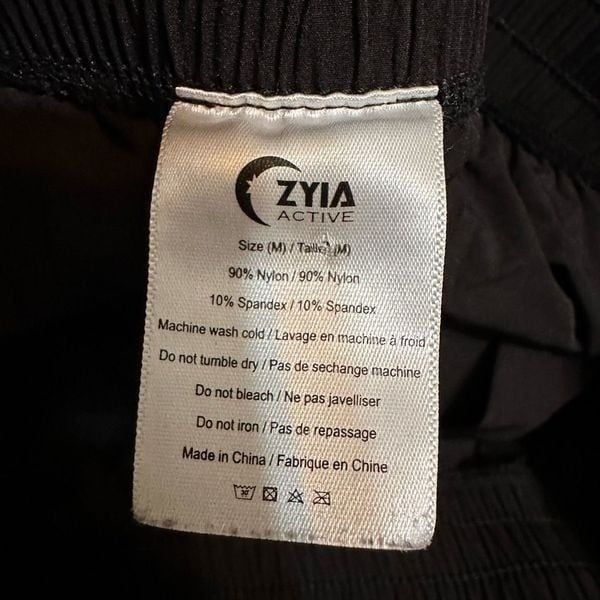 ZYIA
ACTIVE
Size (M) / Taille (M)
90% Nylon / 90% Nylon
10% Spandex / 10% Spandex
Machine wash cold / Lavage en machine à froid
Do not tumble dry / Pas de sechange machine
Do not bleach / Ne pas javelliser
Do not iron / Pas de repassage
Made in China / Fabrique en Chine